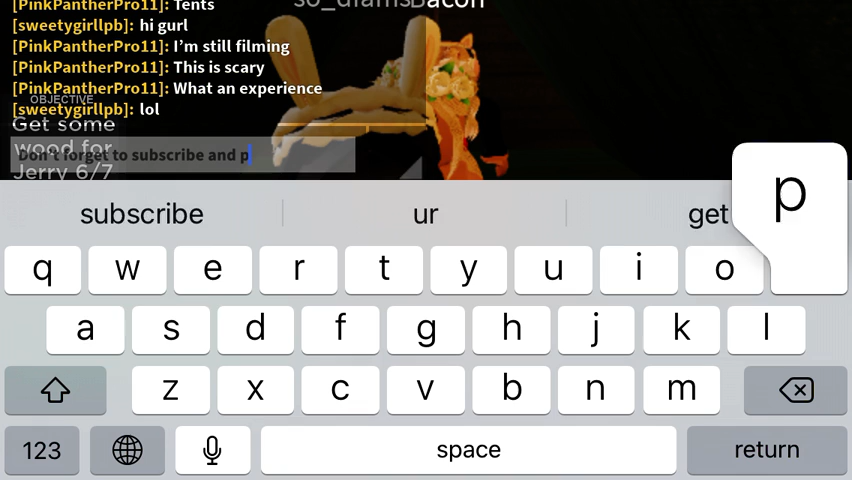 so_diamsBacon
[PinkPantherPro11]: Tents
[sweetygirllpb]: hi gurl
[PinkPantherPro11]: I'm still filming
[PinkPantherPro11]: This is scary
[PinkPantherPro11]: What an experience
OBJECTIVE
[sweetygirllpb]: lol
Get some
wood for
Don't forget to subscribe and p
Jerry 6/7
subscribe ur get
p
q w e r t y u i o
a s d f g h j k l
z x c v b n m
123 space return